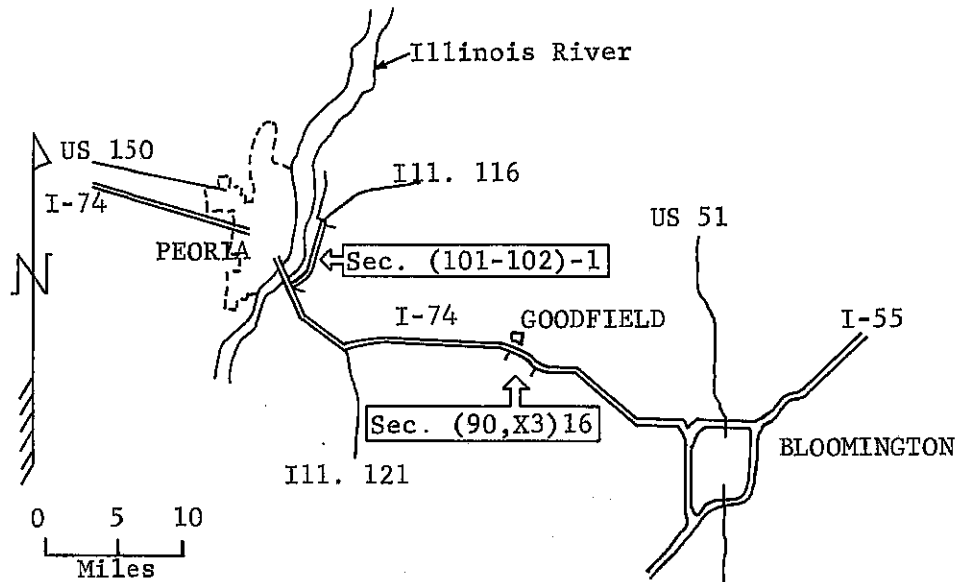 Illinois River
US 150
Ill. 116
I-74
US 51
PEORIA
Sec. (101-102)-1
N
I-74
GOODFIELD
I-55
Sec. (90,X3)16
BLOOMINGTON
Ill. 121
0 5 10
Miles